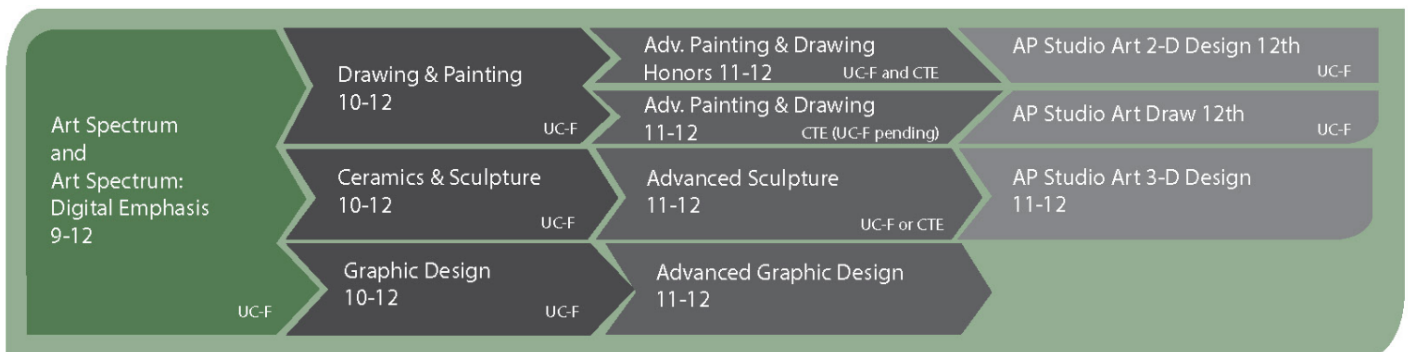 Art Spectrum
and
Art Spectrum:
Digital Emphasis
9-12
UC-F
Drawing & Painting
10-12
UC-F
Ceramics & Sculpture
10-12
UC-F
Graphic Design
10-12
UC-F
Adv. Painting & Drawing
Honors 11-12 UC-F and CTE
Adv. Painting & Drawing
11-12 CTE (UC-F pending)
Advanced Sculpture
11-12
UC-F or CTE
Advanced Graphic Design
11-12
AP Studio Art 2-D Design 12th
UC-F
AP Studio Art Draw 12th
UC-F
AP Studio Art 3-D Design
11-12